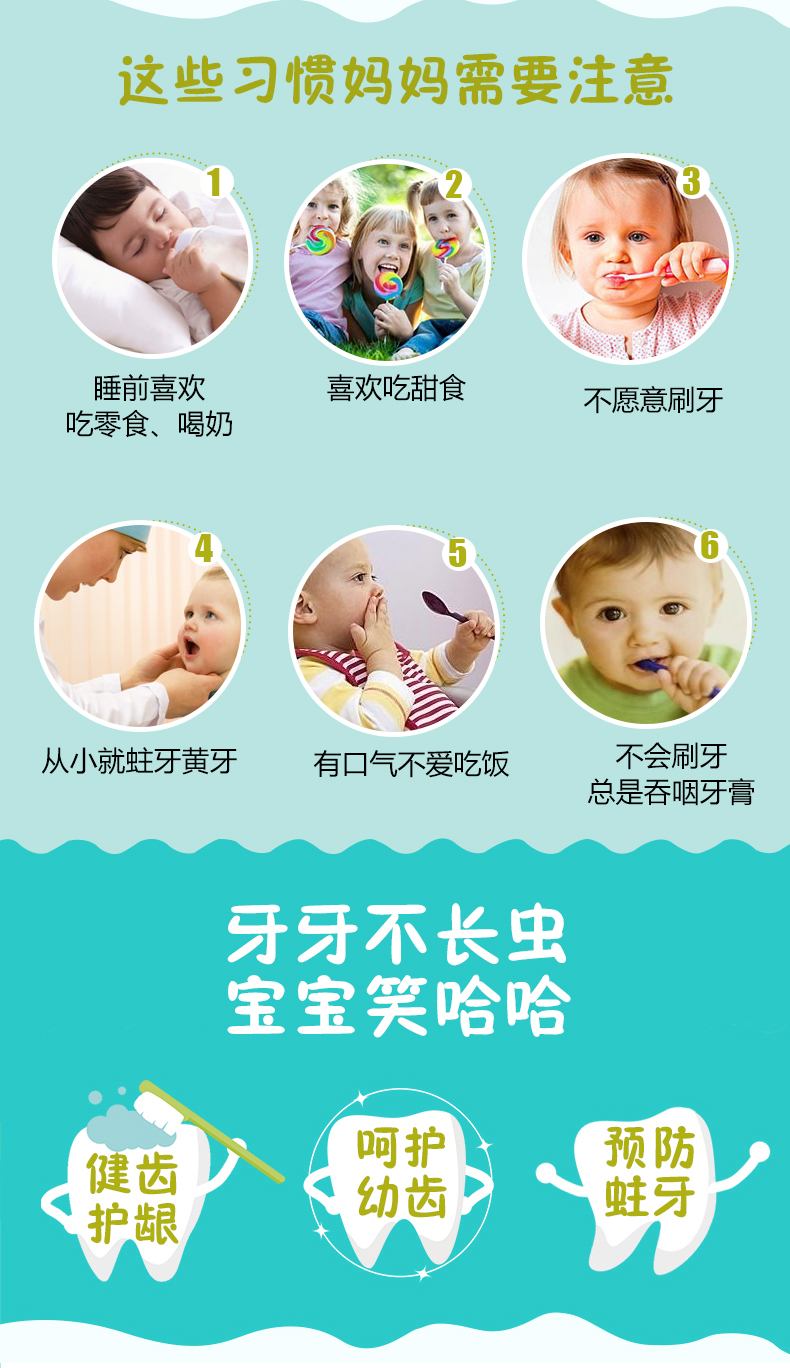 这些习惯妈妈需要注意
1
2
3
睡前喜欢
吃零食、喝奶
喜欢吃甜食
不愿意刷牙
4
5
6
从小就蛀牙黄牙
有口气不爱吃饭
不会刷牙
总是吞咽牙膏
牙牙不长虫
宝宝笑哈哈
健齿
护龈
呵护
幼齿
预防
蛀牙